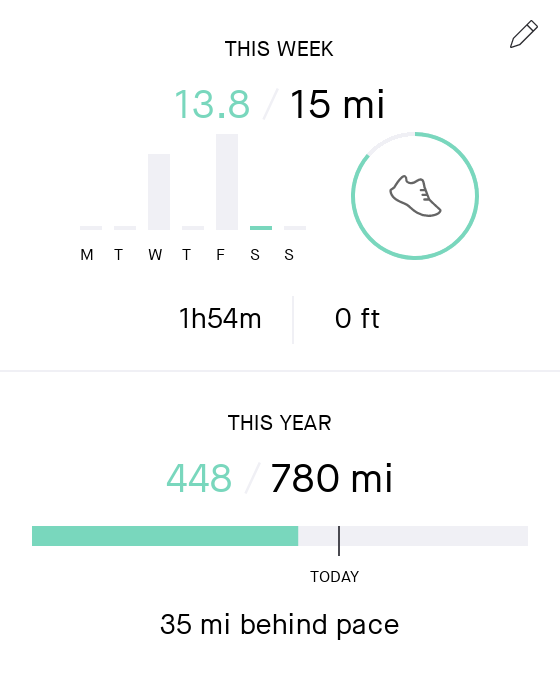 THIS WEEK
13.8 / 15 mi
M T W T F S S
1h54m 0 ft
THIS YEAR
448 / 780 mi
TODAY
35 mi behind pace